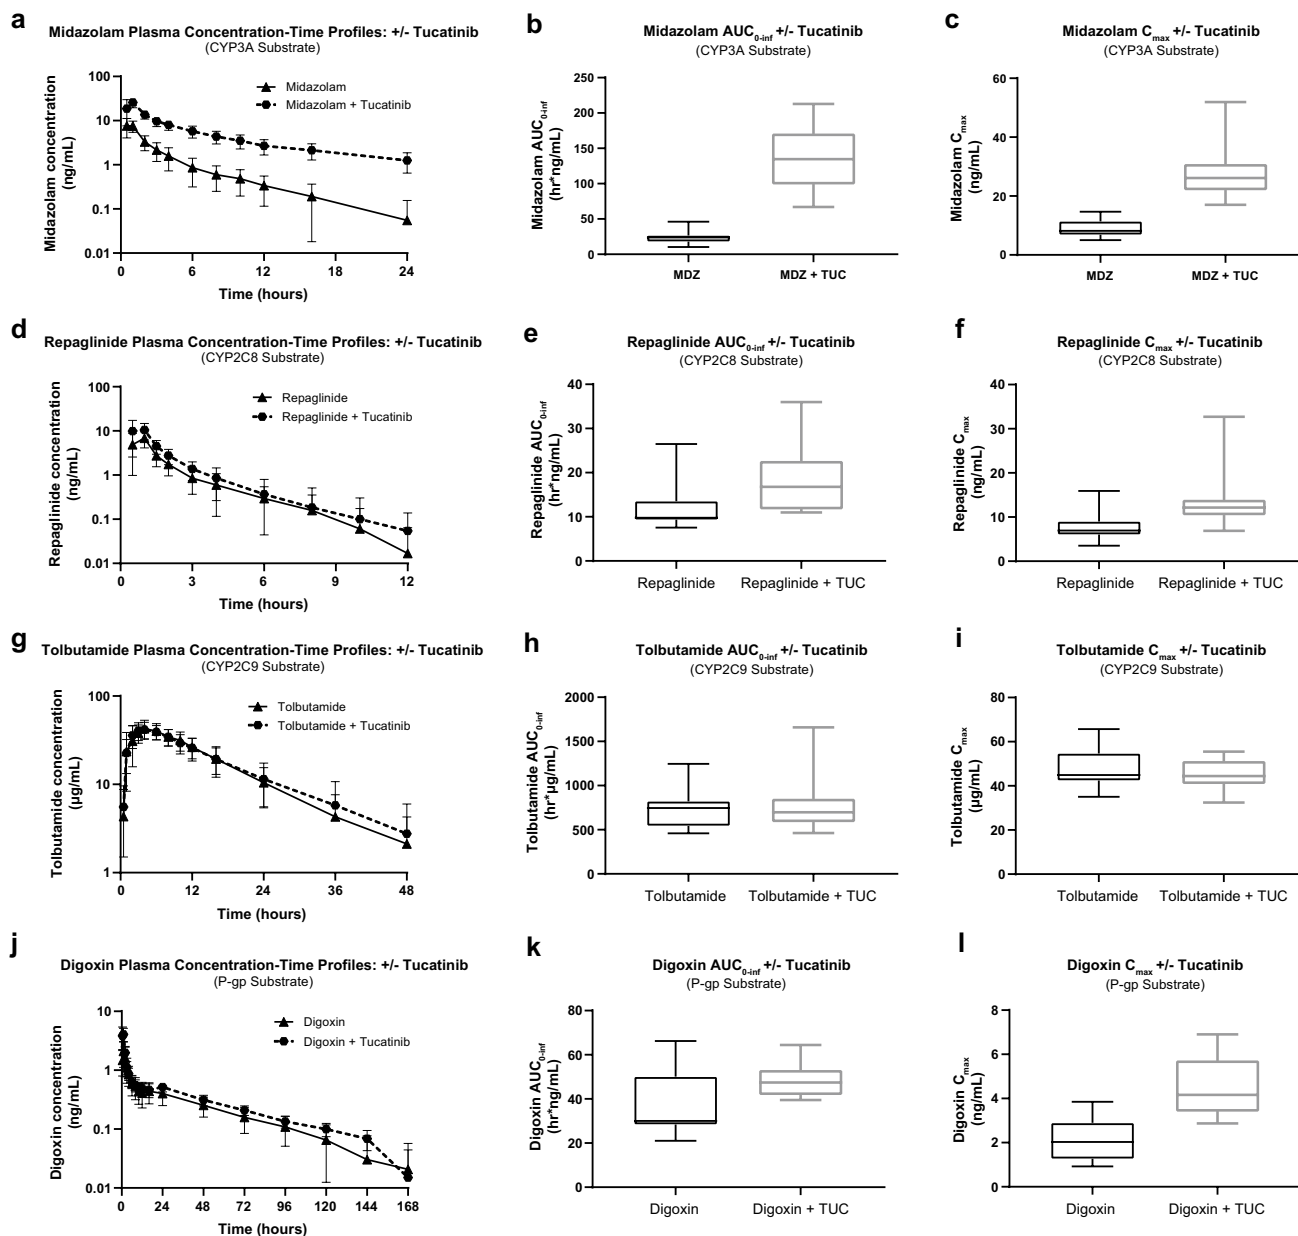 a
Midazolam Plasma Concentration-Time Profiles: +/- Tucatinib
(CYP3A Substrate)
Midazolam concentration
(ng/mL)
100
10
1
0.1
0.01
Midazolam
Midazolam + Tucatinib
0 6 12 18 24
Time (hours)
b
Midazolam AUC0-inf +/- Tucatinib
(CYP3A Substrate)
Midazolam AUC0-inf
(hr*ng/mL)
250
200
150
100
50
0
MDZ MDZ + TUC
c
Midazolam Cmax +/- Tucatinib
(CYP3A Substrate)
Midazolam Cmax
(ng/mL)
60
40
20
0
MDZ MDZ + TUC
d
Repaglinide Plasma Concentration-Time Profiles: +/- Tucatinib
(CYP2C8 Substrate)
Repaglinide concentration
(ng/mL)
100
10
1
0.1
0.01
Repaglinide
Repaglinide + Tucatinib
0 3 6 9 12
Time (hours)
e
Repaglinide AUC0-inf +/- Tucatinib
(CYP2C8 Substrate)
Repaglinide AUC0-inf
(hr*ng/mL)
40
30
20
10
0
Repaglinide Repaglinide + TUC
f
Repaglinide Cmax +/- Tucatinib
(CYP2C8 Substrate)
Repaglinide Cmax
(ng/mL)
40
30
20
10
0
Repaglinide Repaglinide + TUC
g
Tolbutamide Plasma Concentration-Time Profiles: +/- Tucatinib
(CYP2C9 Substrate)
Tolbutamide concentration
(µg/mL)
100
10
1
Tolbutamide
Tolbutamide + Tucatinib
0 12 24 36 48
Time (hours)
h
Tolbutamide AUC0-inf +/- Tucatinib
(CYP2C9 Substrate)
Tolbutamide AUC0-inf
(hr*µg/mL)
2000
1500
1000
500
0
Tolbutamide Tolbutamide + TUC
i
Tolbutamide Cmax +/- Tucatinib
(CYP2C9 Substrate)
Tolbutamide Cmax
(µg/mL)
80
60
40
20
0
Tolbutamide Tolbutamide + TUC
j
Digoxin Plasma Concentration-Time Profiles: +/- Tucatinib
(P-gp Substrate)
Digoxin concentration
(ng/mL)
10
1
0.1
0.01
Digoxin
Digoxin + Tucatinib
0 24 48 72 96 120 144 168
Time (hours)
k
Digoxin AUC0-inf +/- Tucatinib
(P-gp Substrate)
Digoxin AUC0-inf
(hr*ng/mL)
80
60
40
20
0
Digoxin Digoxin + TUC
l
Digoxin Cmax +/- Tucatinib
(P-gp Substrate)
Digoxin Cmax
(ng/mL)
8
6
4
2
0
Digoxin Digoxin + TUC